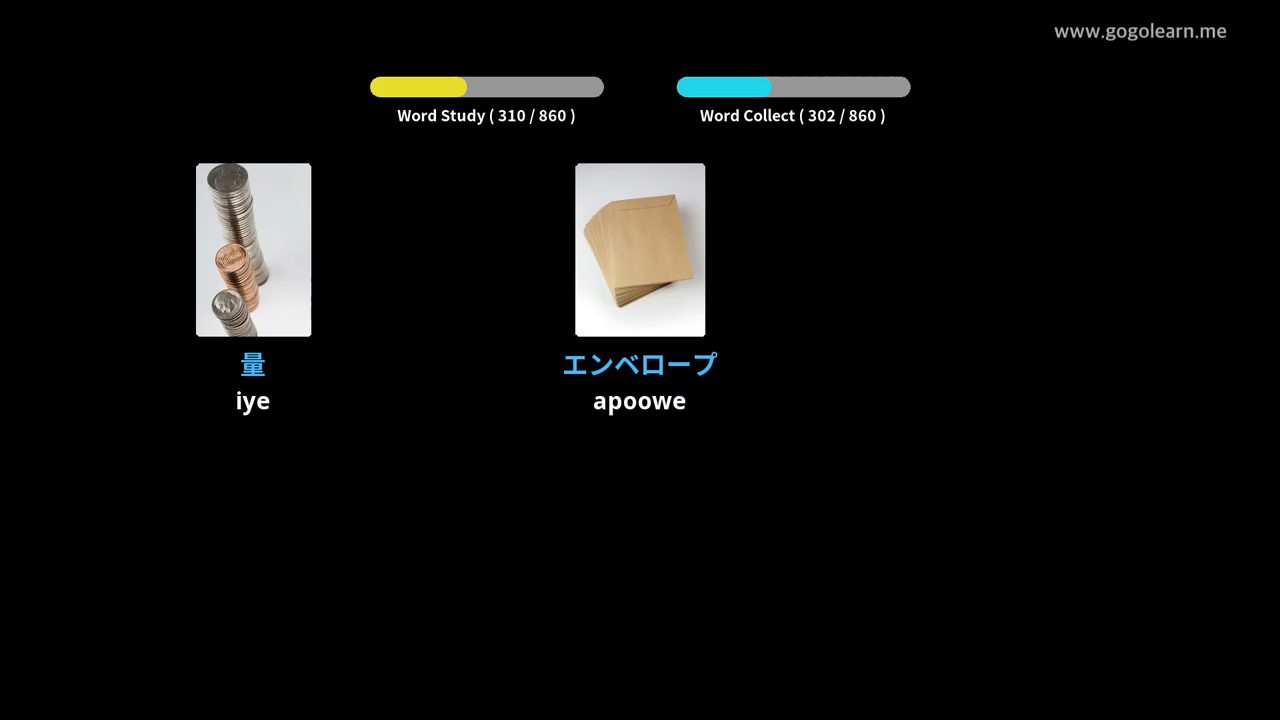 www.gogolearn.me
Word Study ( 310 / 860 )
Word Collect ( 302 / 860 )
量
iye
エンベロープ
apoowe